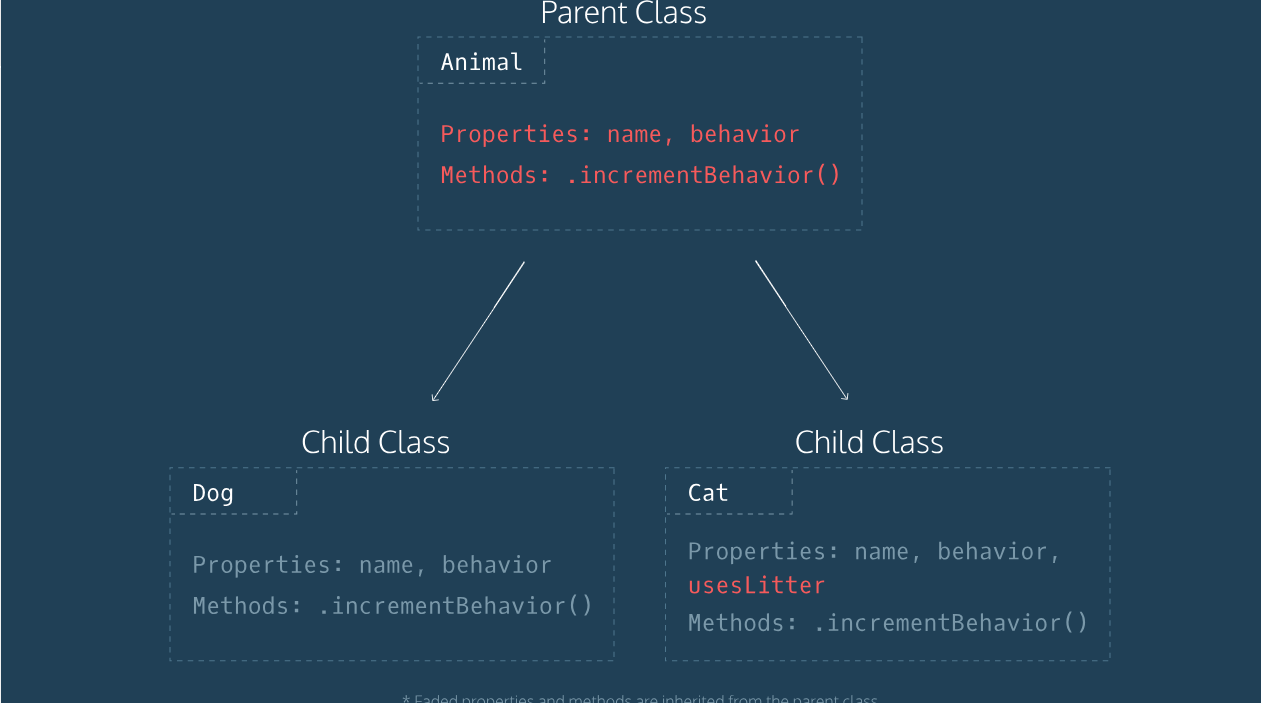 Parent Class
Animal
Properties: name, behavior
Methods: .incrementBehavior()
Child Class
Dog
Properties: name, behavior
Methods: .incrementBehavior()
Child Class
Cat
Properties: name, behavior,
usesLitter
Methods: .incrementBehavior()
* Faded properties and methods are inherited from the parent class